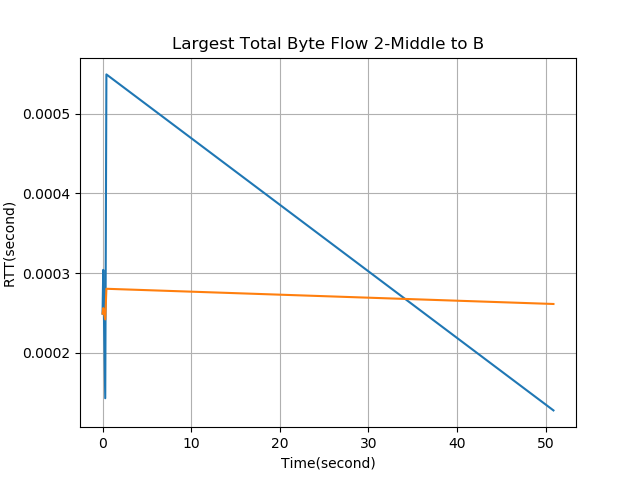 Largest Total Byte Flow 2-Middle to B
0.0005
0.0004
0.0003
0.0002
RTT(second)
0 10 20 30 40 50
Time(second)